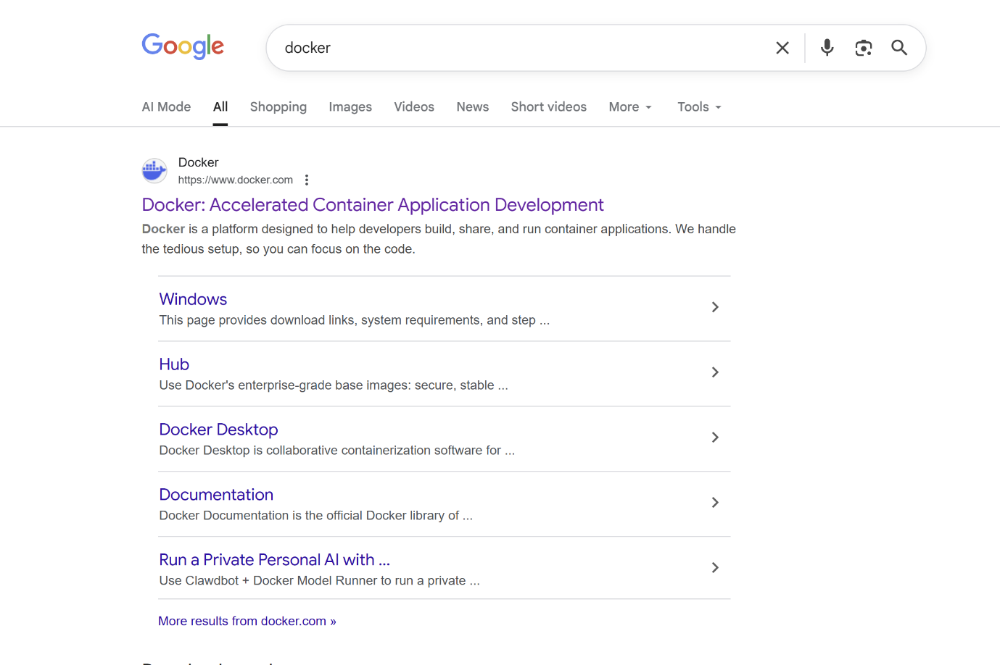 Google
docker
AI Mode
All
Shopping
Images
Videos
News
Short videos
More
Tools
Docker
https://www.docker.com
Docker: Accelerated Container Application Development
Docker is a platform designed to help developers build, share, and run container applications. We handle
the tedious setup, so you can focus on the code.
Windows
This page provides download links, system requirements, and step ...
Hub
Use Docker's enterprise-grade base images: secure, stable ...
Docker Desktop
Docker Desktop is collaborative containerization software for ...
Documentation
Docker Documentation is the official Docker library of ...
Run a Private Personal AI with ...
Use Clawdbot + Docker Model Runner to run a private ...
More results from docker.com »